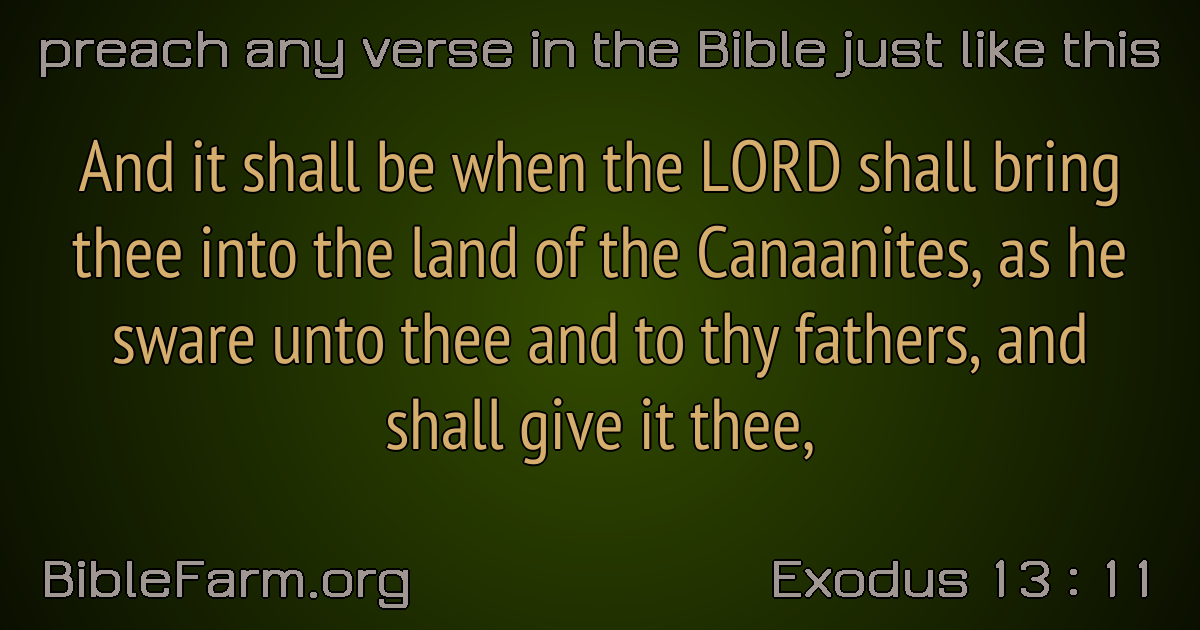 preach any verse in the Bible just like this
And it shall be when the LORD shall bring
thee into the land of the Canaanites, as he
sware unto thee and to thy fathers, and
shall give it thee,
BibleFarm.org
Exodus 13 : 11